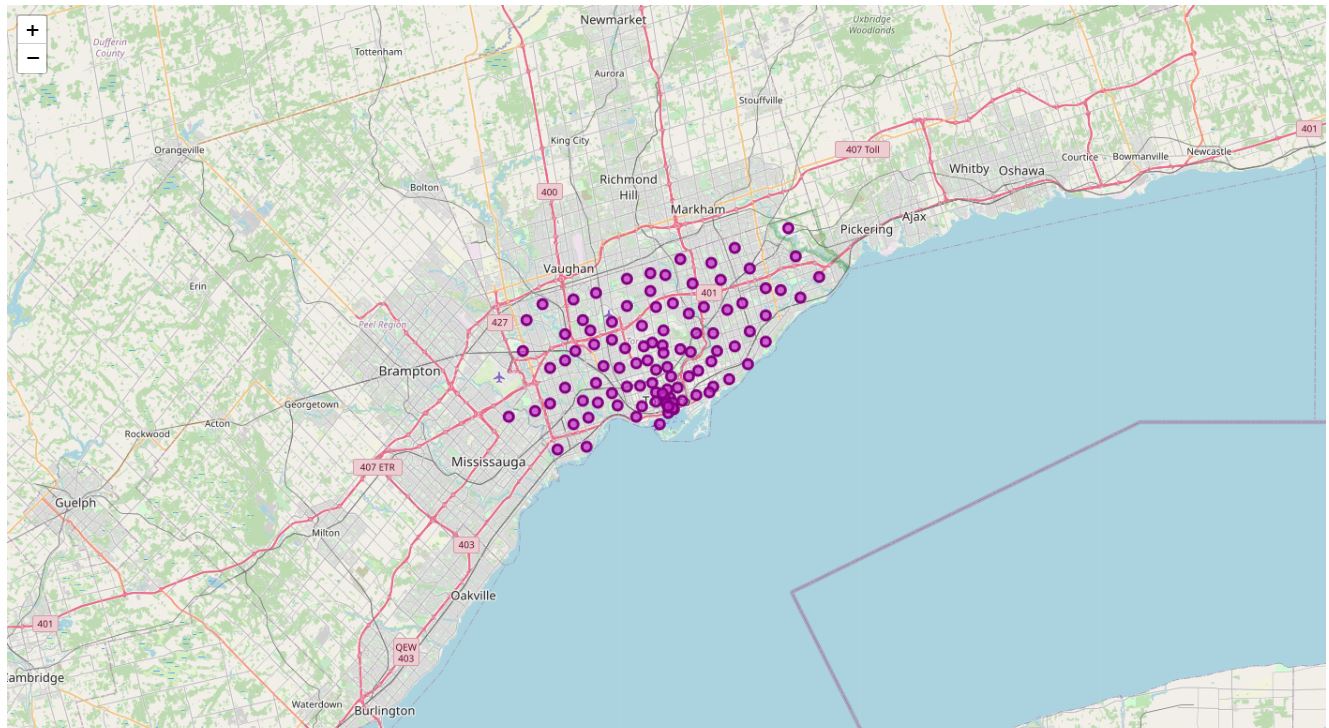 +
−
Newmarket
Dufferin
County
Uxbridge
Woodlands
Tottenham
Aurora
Stouffville
401
King City
407 Toll
Orangeville
Courtice
Bowmanville
Newcastle
Whitby
Oshawa
Richmond
Hill
Bolton
400
Markham
Ajax
Pickering
Vaughan
Erin
401
427
Peel Region
Brampton
Georgetown
Acton
Rockwood
Mississauga
407 ETR
Guelph
Milton
403
Oakville
401
QEW
403
Cambridge
Waterdown
Burlington